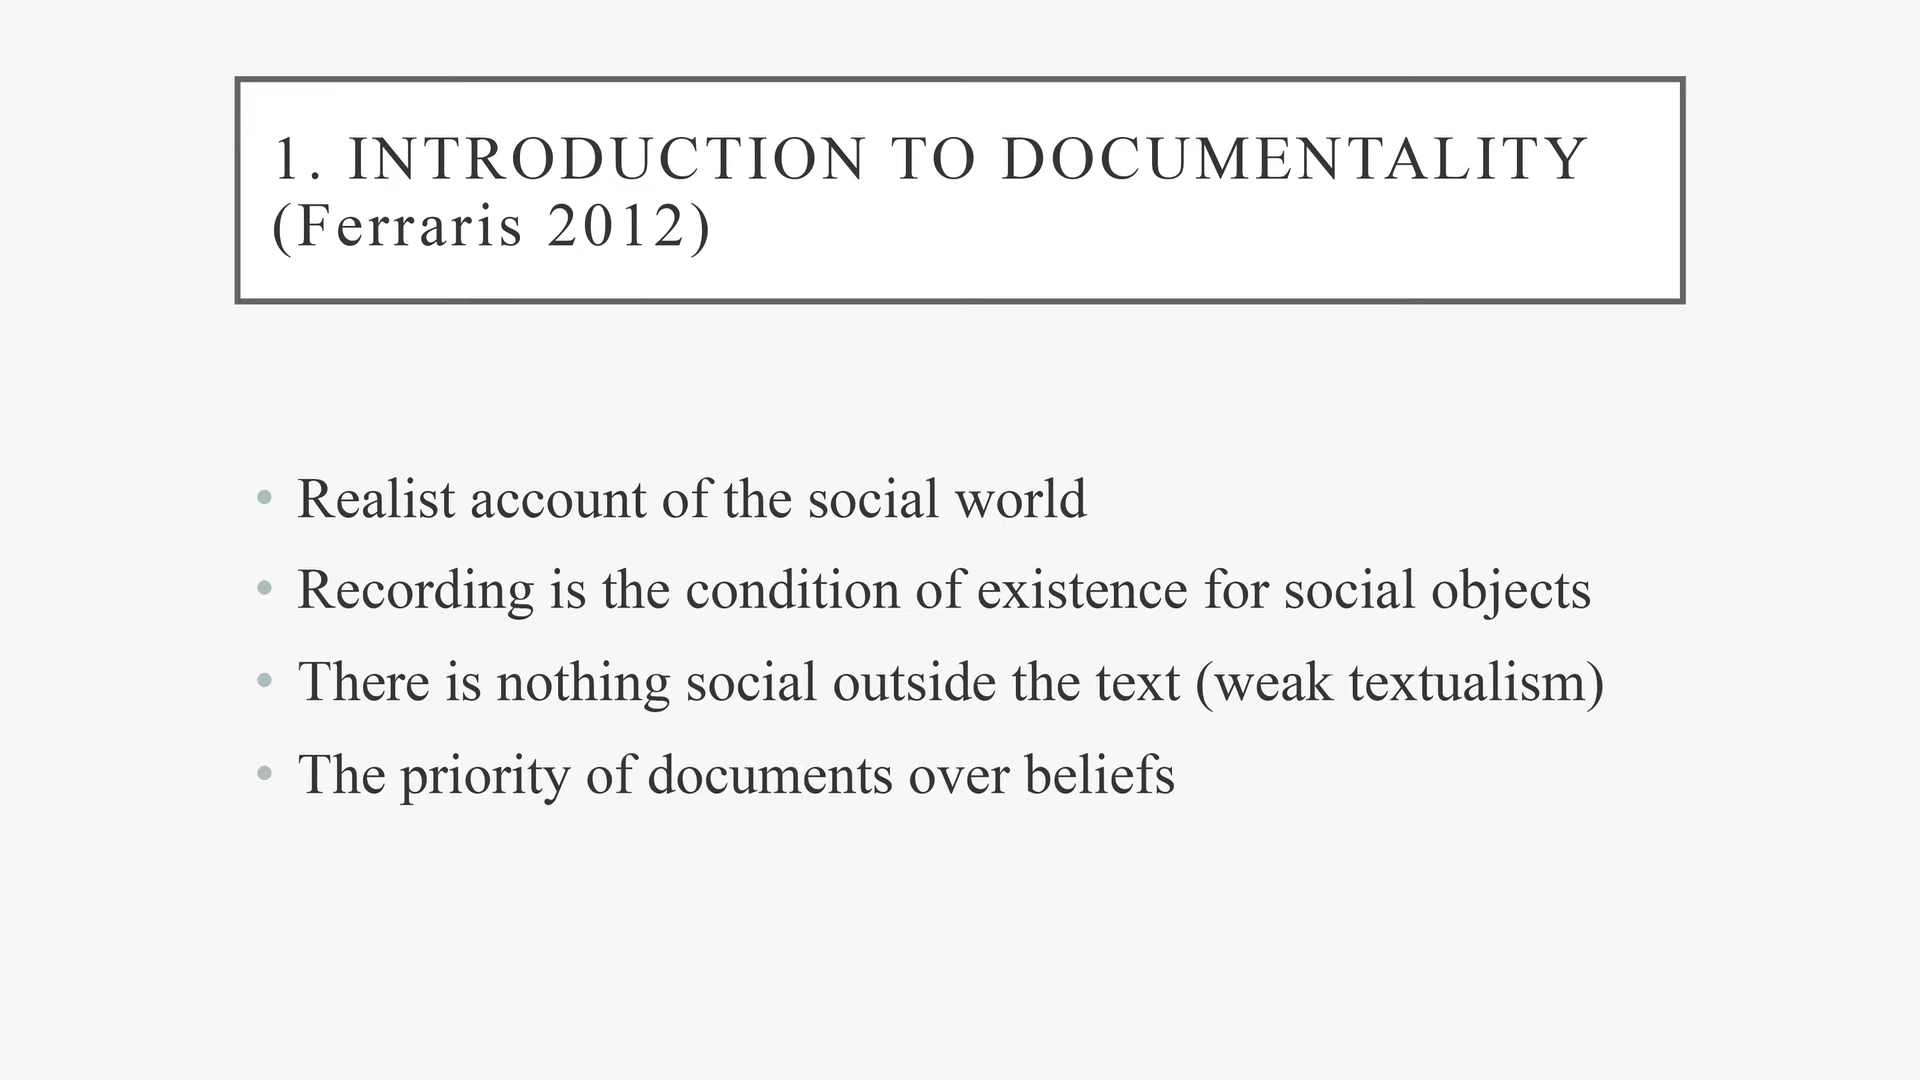 1. INTRODUCTION TO DOCUMENTALITY
(Ferraris 2012)
• Realist account of the social world
• Recording is the condition of existence for social objects
• There is nothing social outside the text (weak textualism)
• The priority of documents over beliefs